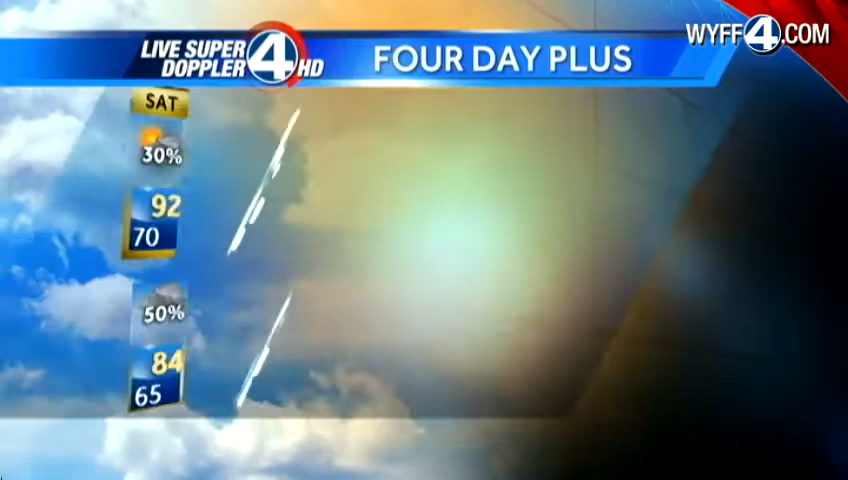 WYFF4.COM
LIVE SUPER
DOPPLER 4 HD
FOUR DAY PLUS
SAT
30%
92
70
50%
84
65